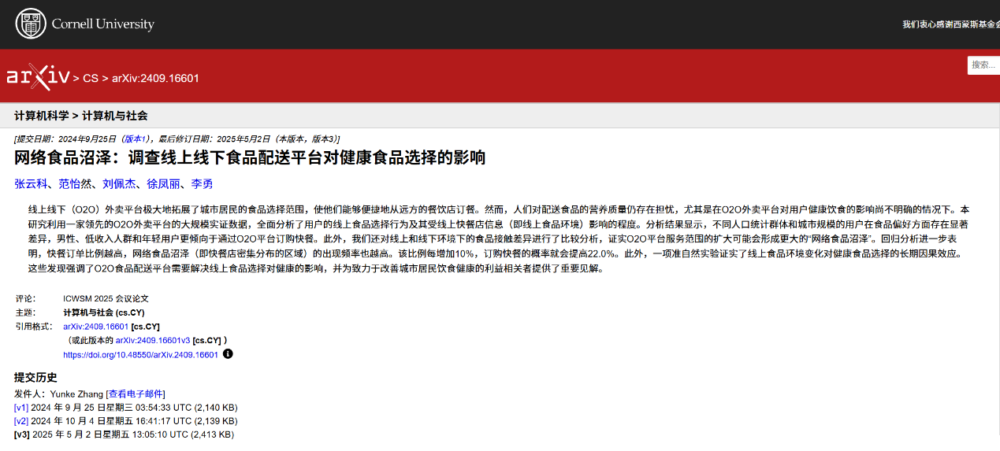 Cornell University
我们衷心感谢西蒙斯基金会
arXiv > CS > arXiv:2409.16601
搜索...
计算机科学 > 计算机与社会
[提交日期：2024年9月25日（版本1），最后修订日期：2025年5月2日（本版本，版本3）]
网络食品沼泽：调查线上线下食品配送平台对健康食品选择的影响
张云科、范怡然、刘佩杰、徐凤丽、李勇
线上线下（O2O）外卖平台极大地拓展了城市居民的食品选择范围，使他们能够便捷地从远方的餐饮店订餐。然而，人们对配送食品的营养质量仍存在担忧，尤其是在O2O外卖平台对用户健康饮食的影响尚不明确的情况下。本
研究利用一家领先的O2O外卖平台的大规模实证数据，全面分析了用户的线上食品选择行为及其受线上快餐店信息（即线上食品环境）影响的程度。分析结果显示，不同人口统计群体和城市规模的用户在食品偏好方面存在显著
差异，男性、低收入人群和年轻用户更倾向于通过O2O平台订购快餐。此外，我们还对线上和线下环境下的食品接触差异进行了比较分析，证实O2O平台服务范围的扩大可能会形成更大的“网络食品沼泽”。回归分析进一步表
明，快餐订单比例越高，网络食品沼泽（即快餐店密集分布的区域）的出现频率也越高。该比例每增加10%，订购快餐的概率就会提高22.0%。此外，一项准自然实验证实了线上食品环境变化对健康食品选择的长期因果效应。
这些发现强调了O2O食品配送平台需要解决线上食品选择对健康的影响，并为致力于改善城市居民饮食健康的利益相关者提供了重要见解。
评论： ICWSM 2025 会议论文
主题： 计算机与社会 (cs.CY)
引用格式： arXiv:2409.16601 [cs.CY]
（或此版本的 arXiv:2409.16601v3 [cs.CY] ）
https://doi.org/10.48550/arXiv.2409.16601
提交历史
发件人：Yunke Zhang [查看电子邮件]
[v1] 2024 年 9 月 25 日星期三 03:54:33 UTC (2,140 KB)
[v2] 2024 年 10 月 4 日星期五 16:41:17 UTC (2,139 KB)
[v3] 2025 年 5 月 2 日星期五 13:05:10 UTC (2,413 KB)